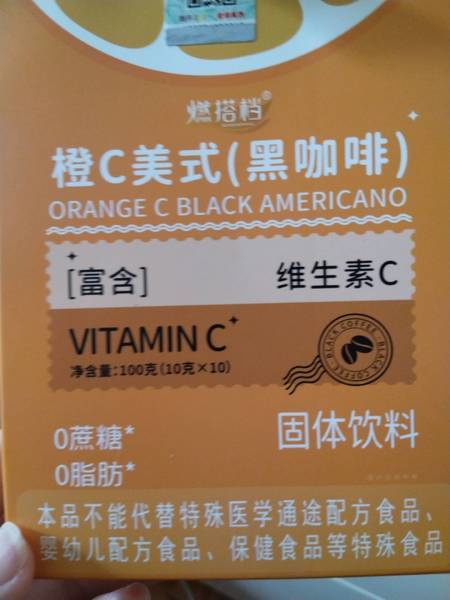 燃搭档®
橙C美式(黑咖啡)
ORANGE C BLACK AMERICANO
[富含] 维生素C
VITAMIN C
净含量:100克(10克×10)
BLACK COFFEE · BLACK COFFEE
0蔗糖* 固体饮料
0脂肪*
本品不能代替特殊医学通途配方食品、
婴幼儿配方食品、保健食品等特殊食品